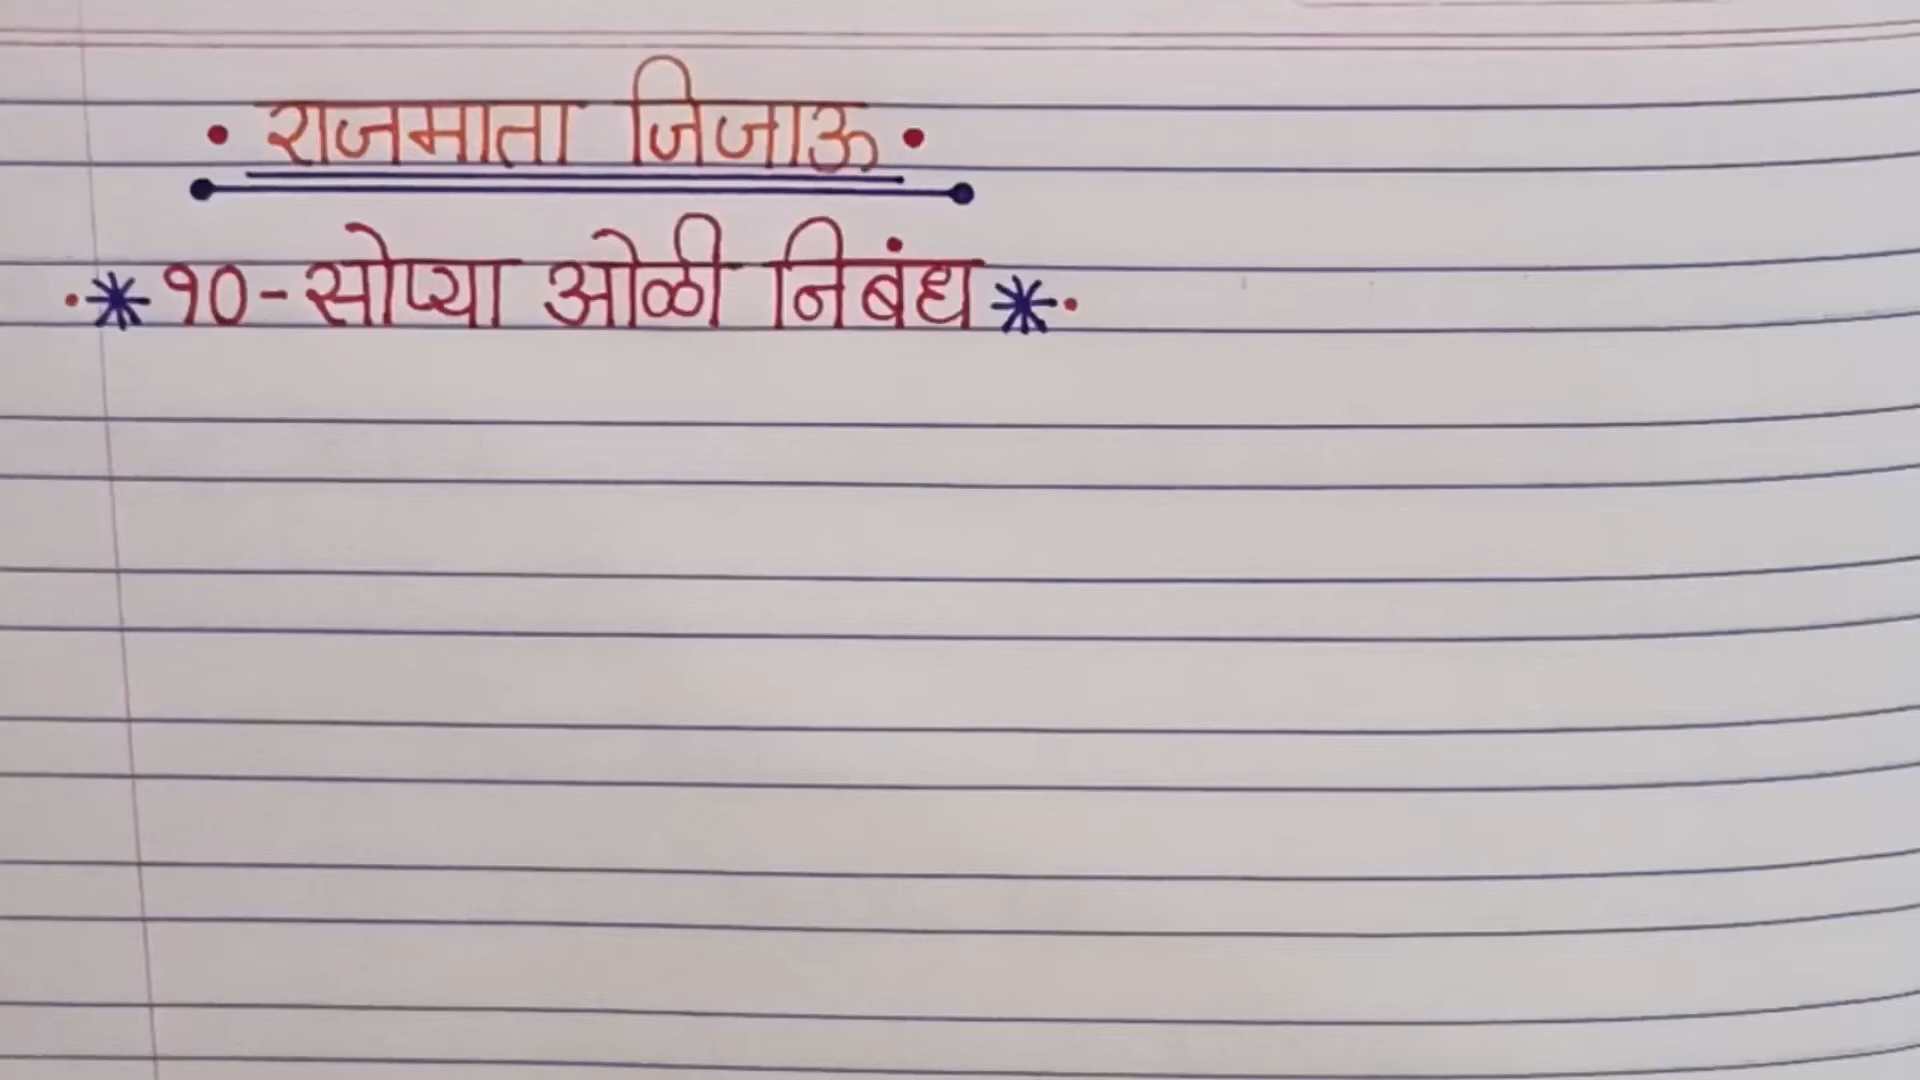 • राजमाता जिजाऊ •
•* १०-सोप्या ओळी निबंध *•